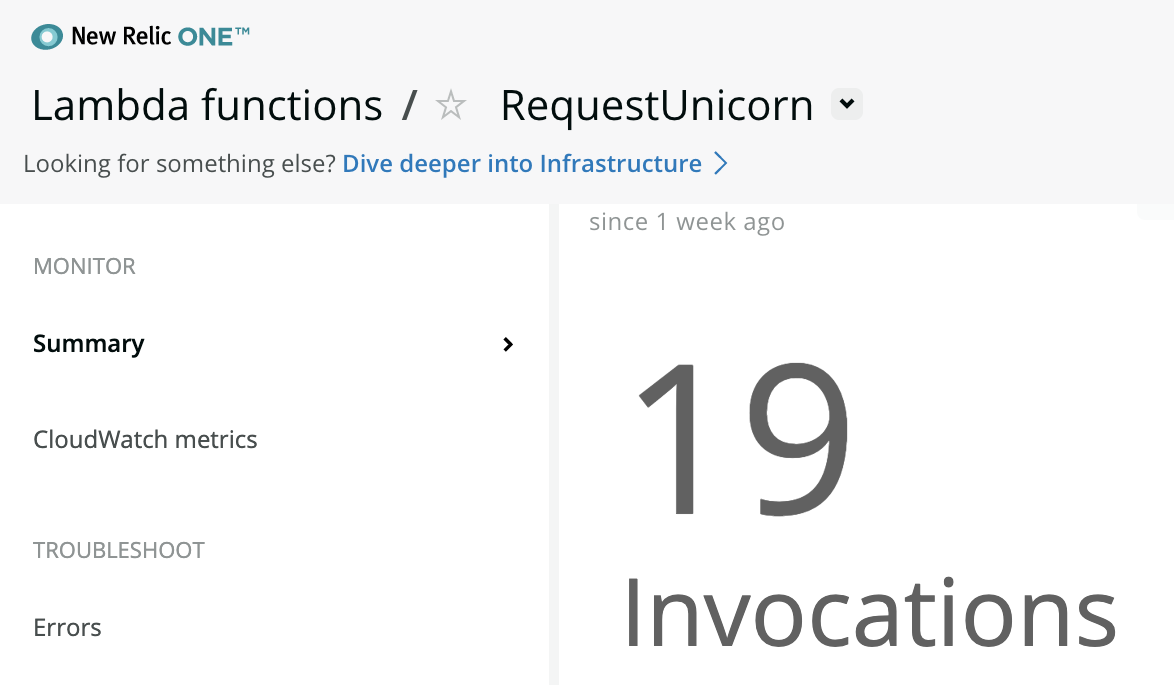 New Relic ONE™
Lambda functions / ☆ RequestUnicorn
Looking for something else? Dive deeper into Infrastructure >
MONITOR
Summary
CloudWatch metrics
TROUBLESHOOT
Errors
since 1 week ago
19
Invocations